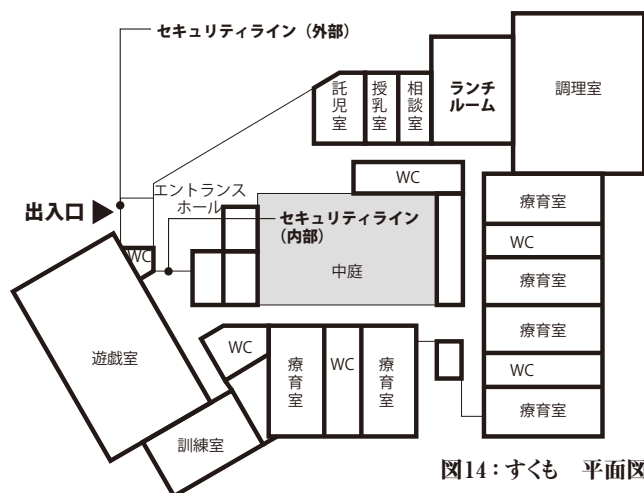 セキュリティライン（外部）
託児室
授乳室
相談室
ランチ
ルーム
調理室
WC
エントランス
ホール
療育室
出入口
セキュリティライン
（内部）
WC
WC
中庭
療育室
遊戯室
WC
療育室
WC
療育室
療育室
WC
訓練室
療育室
図14：すくも　平面図